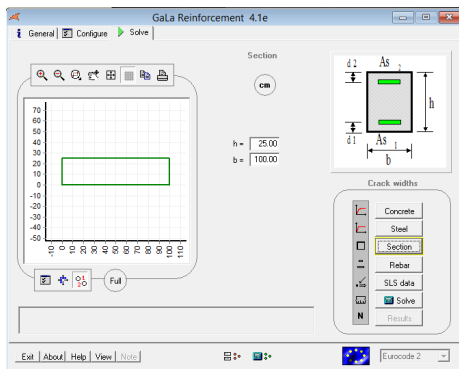 GaLa Reinforcement 4.1e
General Configure Solve
Section
cm
h = 25.00
b = 100.00
70
60
50
40
30
20
10
0
-10
-20
-30
-40
-50
-10 0 10 20 30 40 50 60 70 80 90 100 110
Full
d 2 As 2
h
d 1 As 1
b
Crack widths
Concrete
Steel
Section
Rebar
SLS data
Solve
N Results
Exit About Help View Note
Eurocode 2